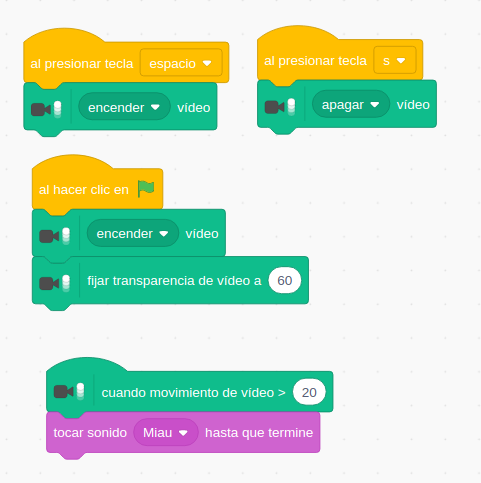 al presionar tecla espacio
encender vídeo
al presionar tecla s
apagar vídeo
al hacer clic en
encender vídeo
fijar transparencia de vídeo a 60
cuando movimiento de vídeo > 20
tocar sonido Miau hasta que termine